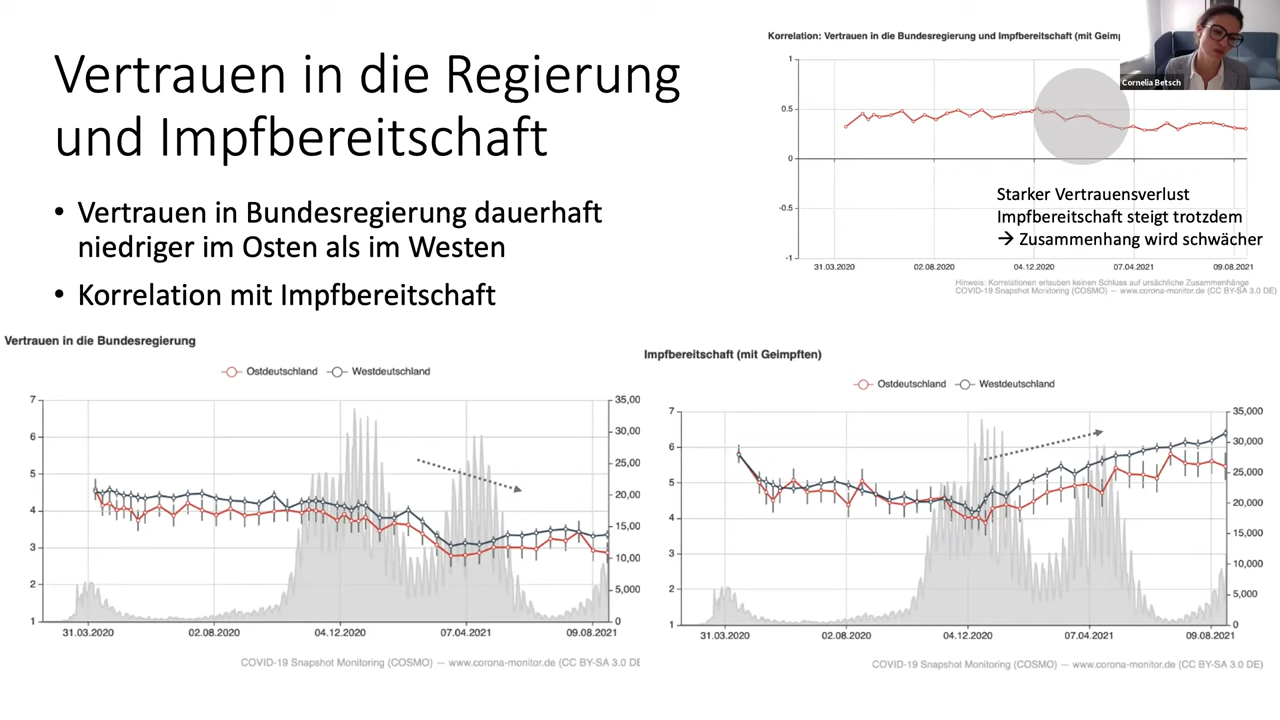 Vertrauen in die Regierung
und Impfbereitschaft
• Vertrauen in Bundesregierung dauerhaft
niedriger im Osten als im Westen
• Korrelation mit Impfbereitschaft
Korrelation: Vertrauen in die Bundesregierung und Impfbereitschaft (mit Geimp
Cornelia Betsch
1
0.5
0
-0.5
-1
Starker Vertrauensverlust
Impfbereitschaft steigt trotzdem
→ Zusammenhang wird schwächer
31.03.2020 02.08.2020 04.12.2020 07.04.2021 09.08.2021
Hinweis: Korrelationen erlauben keinen Schluss auf ursächliche Zusammenhänge
COVID-19 Snapshot Monitoring (COSMO) — www.corona-monitor.de (CC BY-SA 3.0 DE)
Vertrauen in die Bundesregierung
Ostdeutschland Westdeutschland
7 35,00
6 30,00
5 25,00
4 20,00
3 15,00
2 10,00
1 5,000
0
31.03.2020 02.08.2020 04.12.2020 07.04.2021 09.08.2021
COVID-19 Snapshot Monitoring (COSMO) — www.corona-monitor.de (CC BY-SA 3.0 DE
Impfbereitschaft (mit Geimpften)
Ostdeutschland Westdeutschland
7 35,000
6 30,000
5 25,000
4 20,000
3 15,000
2 10,000
1 5,000
0
31.03.2020 02.08.2020 04.12.2020 07.04.2021 09.08.2021
COVID-19 Snapshot Monitoring (COSMO) — www.corona-monitor.de (CC BY-SA 3.0 DE)